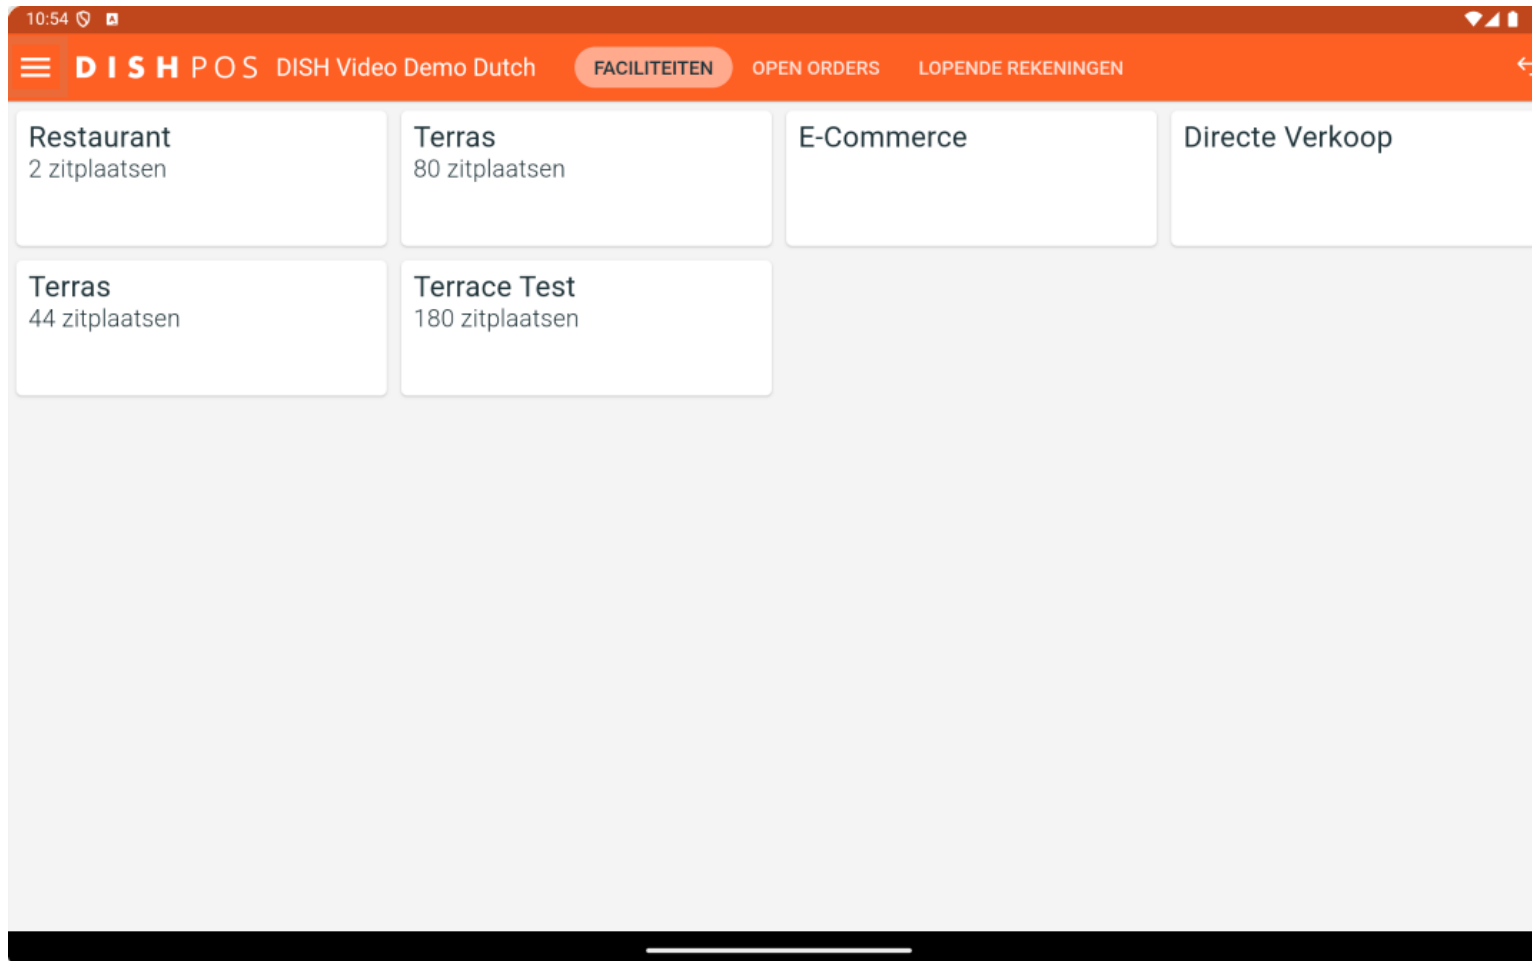 10:54
DISH POS DISH Video Demo Dutch FACILITEITEN OPEN ORDERS LOPENDE REKENINGEN
Restaurant
2 zitplaatsen
Terras
80 zitplaatsen
E-Commerce
Directe Verkoop
Terras
44 zitplaatsen
Terrace Test
180 zitplaatsen